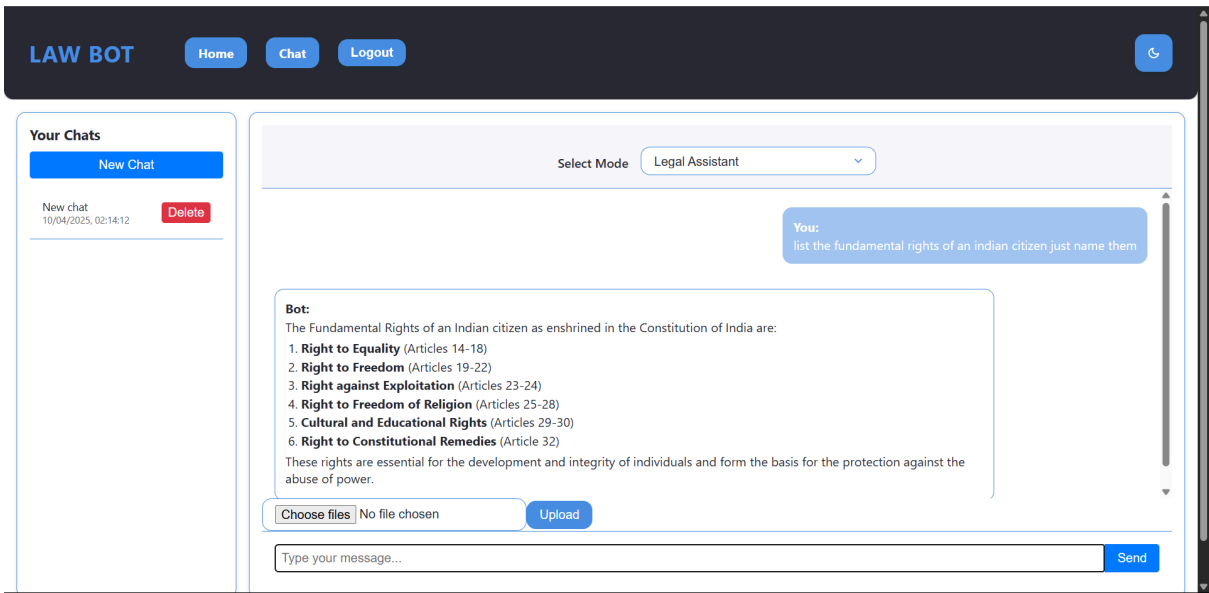 LAW BOT
Home
Chat
Logout
Your Chats
New Chat
New chat
10/04/2025, 02:14:12
Delete
Select Mode
Legal Assistant
You:
list the fundamental rights of an indian citizen just name them
Bot:
The Fundamental Rights of an Indian citizen as enshrined in the Constitution of India are:
1. Right to Equality (Articles 14-18)
2. Right to Freedom (Articles 19-22)
3. Right against Exploitation (Articles 23-24)
4. Right to Freedom of Religion (Articles 25-28)
5. Cultural and Educational Rights (Articles 29-30)
6. Right to Constitutional Remedies (Article 32)
These rights are essential for the development and integrity of individuals and form the basis for the protection against the
abuse of power.
Choose files No file chosen
Upload
Type your message...
Send